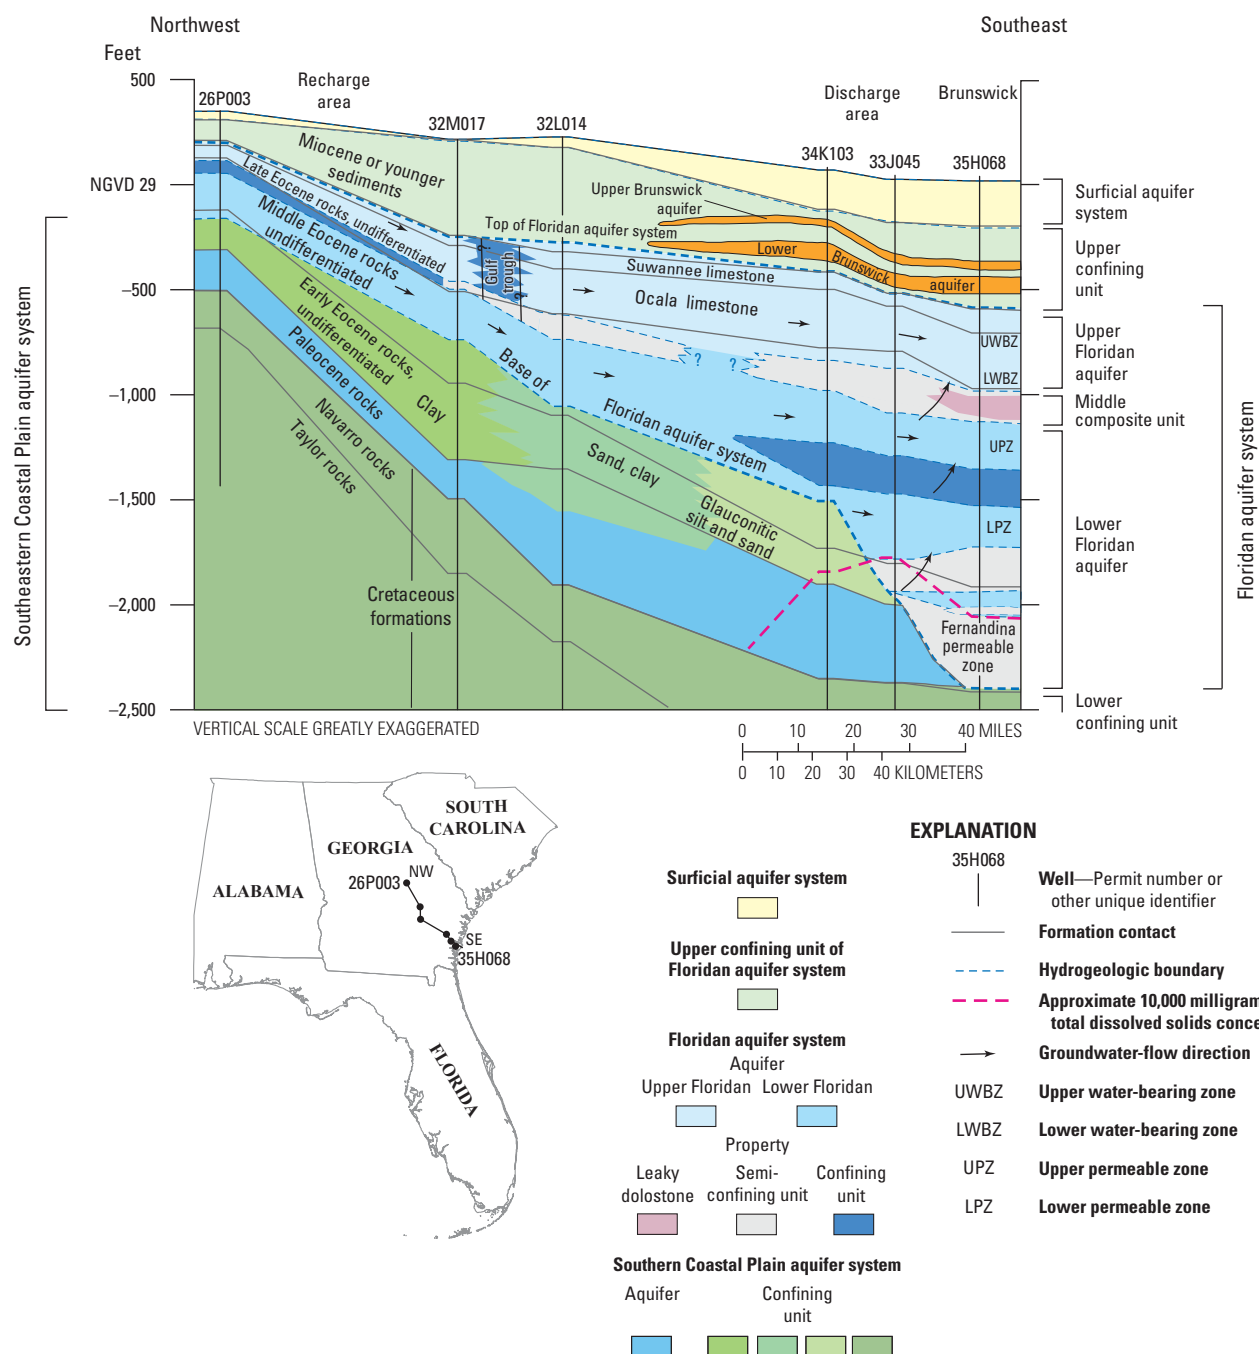 Northwest
Southeast
Feet
500
NGVD 29
–500
–1,000
–1,500
–2,000
–2,500
Southeastern Coastal Plain aquifer system
26P003
Recharge
area
32M017
32L014
Discharge
area
Brunswick
34K103
33J045
35H068
Miocene or younger
sediments
Late Eocene rocks, undifferentiated
Middle Eocene rocks
undifferentiated
Early Eocene rocks,
undifferentiated
Paleocene rocks
Navarro rocks
Taylor rocks
Clay
Cretaceous
formations
Upper Brunswick
aquifer
Top of Floridan aquifer system
Lower
Brunswick
aquifer
?
Gulf
trough
?
Suwannee limestone
Ocala limestone
? ?
Base of
Floridan aquifer system
Sand, clay
Glauconitic
silt and sand
UWBZ
LWBZ
UPZ
LPZ
Fernandina
permeable
zone
Surficial aquifer
system
Upper
confining
unit
Upper
Floridan
aquifer
Middle
composite unit
Lower
Floridan
aquifer
Lower
confining unit
Floridan aquifer system
VERTICAL SCALE GREATLY EXAGGERATED
0 10 20 30 40 MILES
0 10 20 30 40 KILOMETERS
SOUTH
CAROLINA
GEORGIA
ALABAMA
FLORIDA
NW
26P003
SE
35H068
EXPLANATION
Surficial aquifer system
Upper confining unit of
Floridan aquifer system
Floridan aquifer system
Aquifer
Upper Floridan Lower Floridan
Property
Leaky
dolostone
Semi-
confining unit
Confining
unit
Southern Coastal Plain aquifer system
Aquifer
Confining
unit
35H068
Well—Permit number or
other unique identifier
Formation contact
Hydrogeologic boundary
Approximate 10,000 milligram
total dissolved solids conce
Groundwater-flow direction
UWBZ Upper water-bearing zone
LWBZ Lower water-bearing zone
UPZ Upper permeable zone
LPZ Lower permeable zone